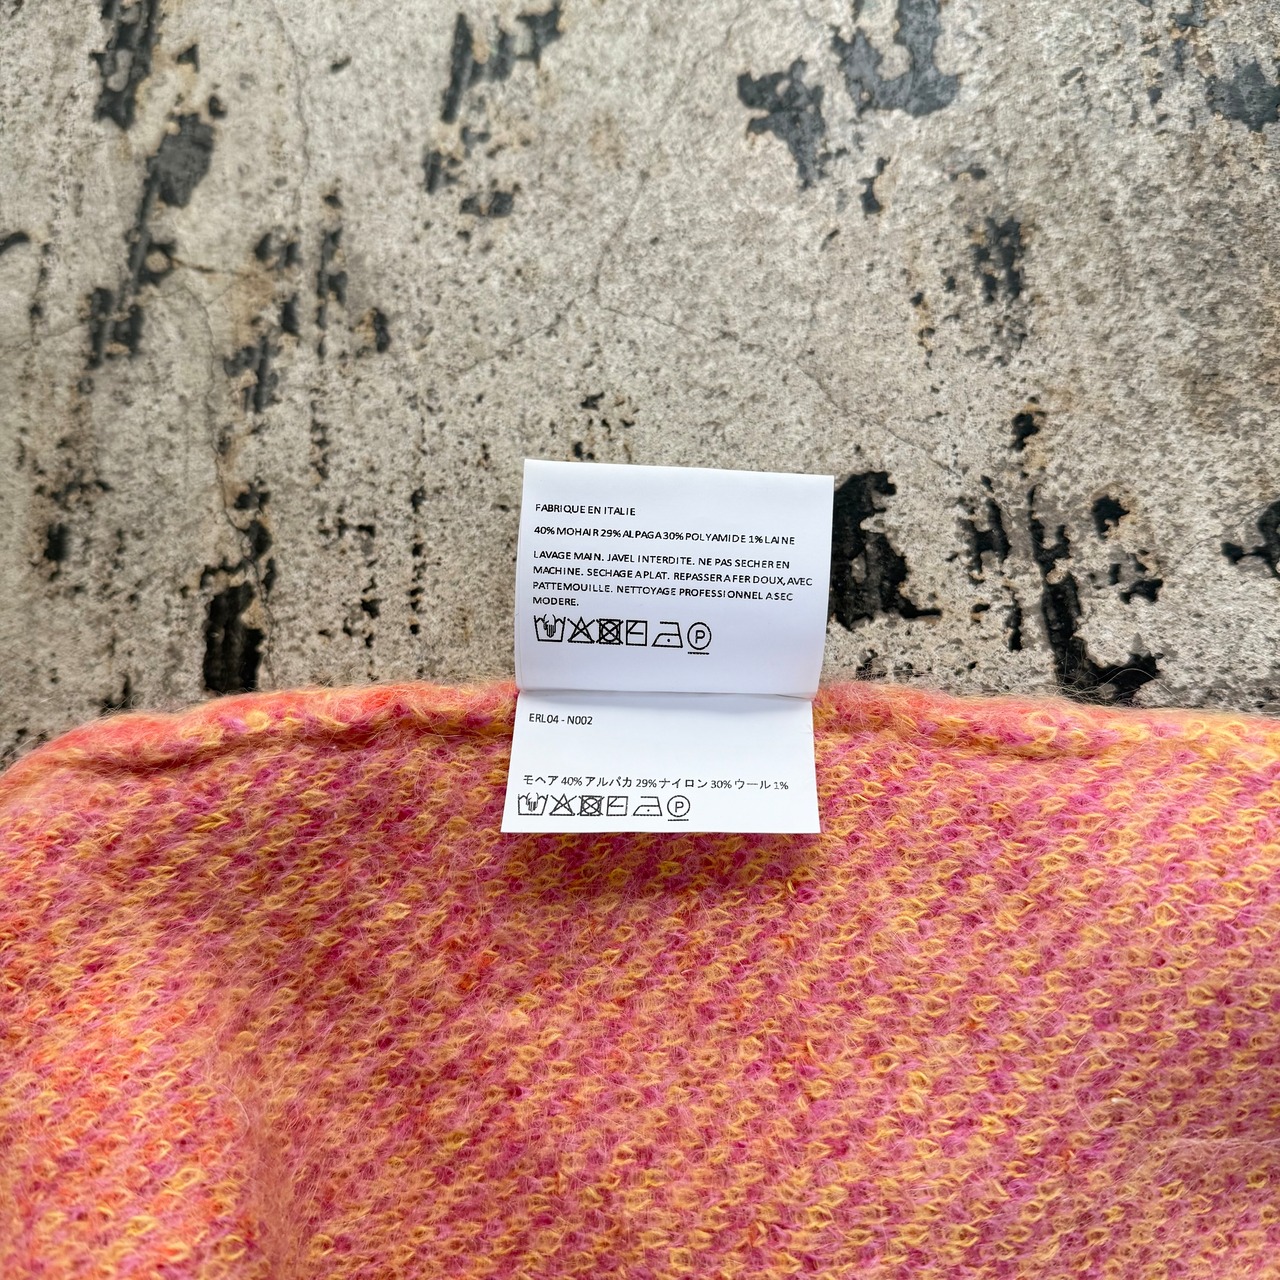 FABRIQUE EN ITALIE
40% MOHAIR 29% ALPAGA 30% POLYAMIDE 1% LAINE
LAVAGE MAIN. JAVEL INTERDITE. NE PAS SECHER EN
MACHINE. SECHAGE A PLAT. REPASSER A FER DOUX, AVEC
PATTEMOUILLE. NETTOYAGE PROFESSIONNEL A SEC
MODERE.
P
ERL04 - N002
モヘア 40% アルパカ 29% ナイロン 30% ウール 1%
P